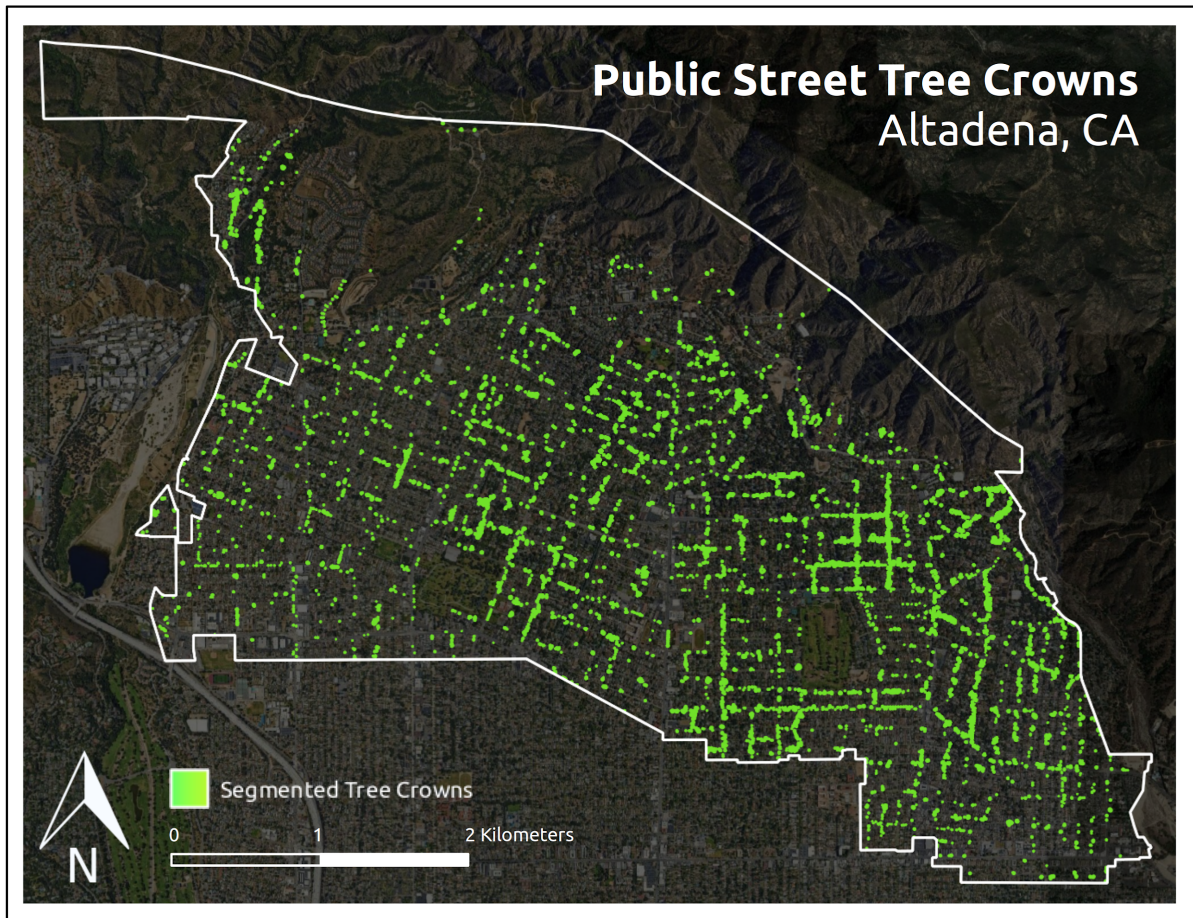 Public Street Tree Crowns
Altadena, CA
Segmented Tree Crowns
0 1 2 Kilometers
N